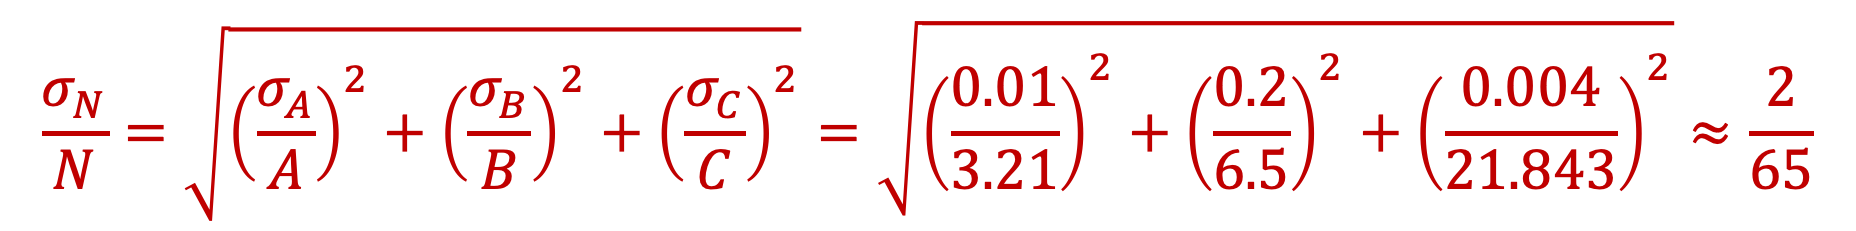 σ_N/N = √((σ_A/A)² + (σ_B/B)² + (σ_C/C)²) = √((0.01/3.21)² + (0.2/6.5)² + (0.004/21.843)²) ≈ 2/65